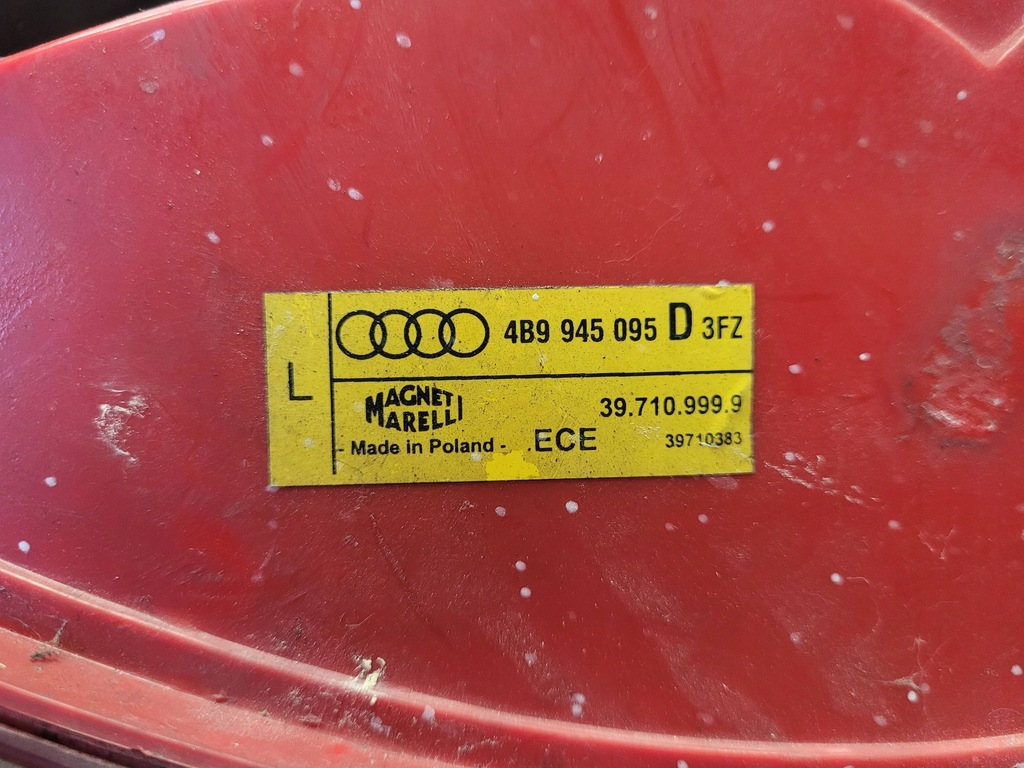 L
4B9 945 095 D 3FZ
MAGNETI
MARELLI
39.710.999.9
- Made in Poland - ECE 39710383